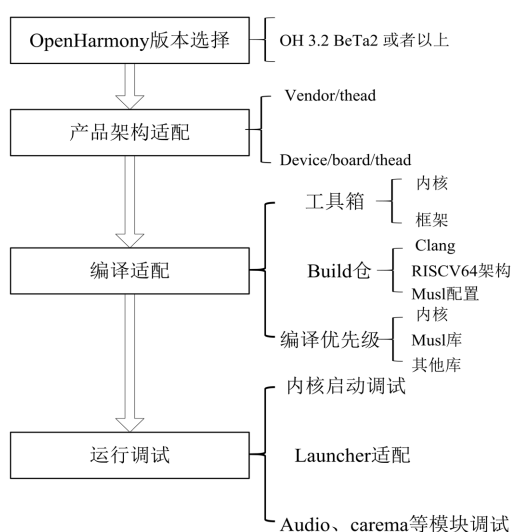 OpenHarmony版本选择
OH 3.2 BeTa2 或者以上
Vendor/thead
产品架构适配
Device/board/thead
工具箱
内核
框架
编译适配
Build仓
Clang
RISCV64架构
Musl配置
编译优先级
内核
Musl库
其他库
内核启动调试
运行调试
Launcher适配
Audio、carema等模块调试